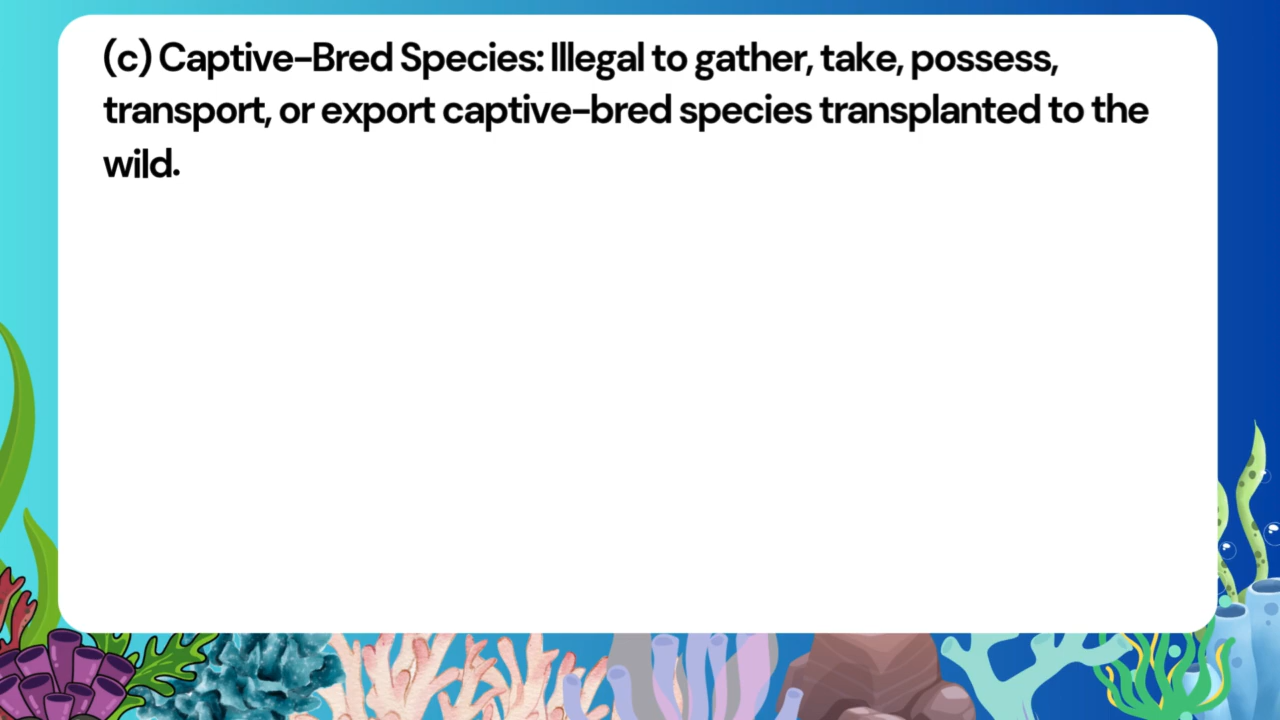 (c) Captive-Bred Species: Illegal to gather, take, possess,
transport, or export captive-bred species transplanted to the
wild.